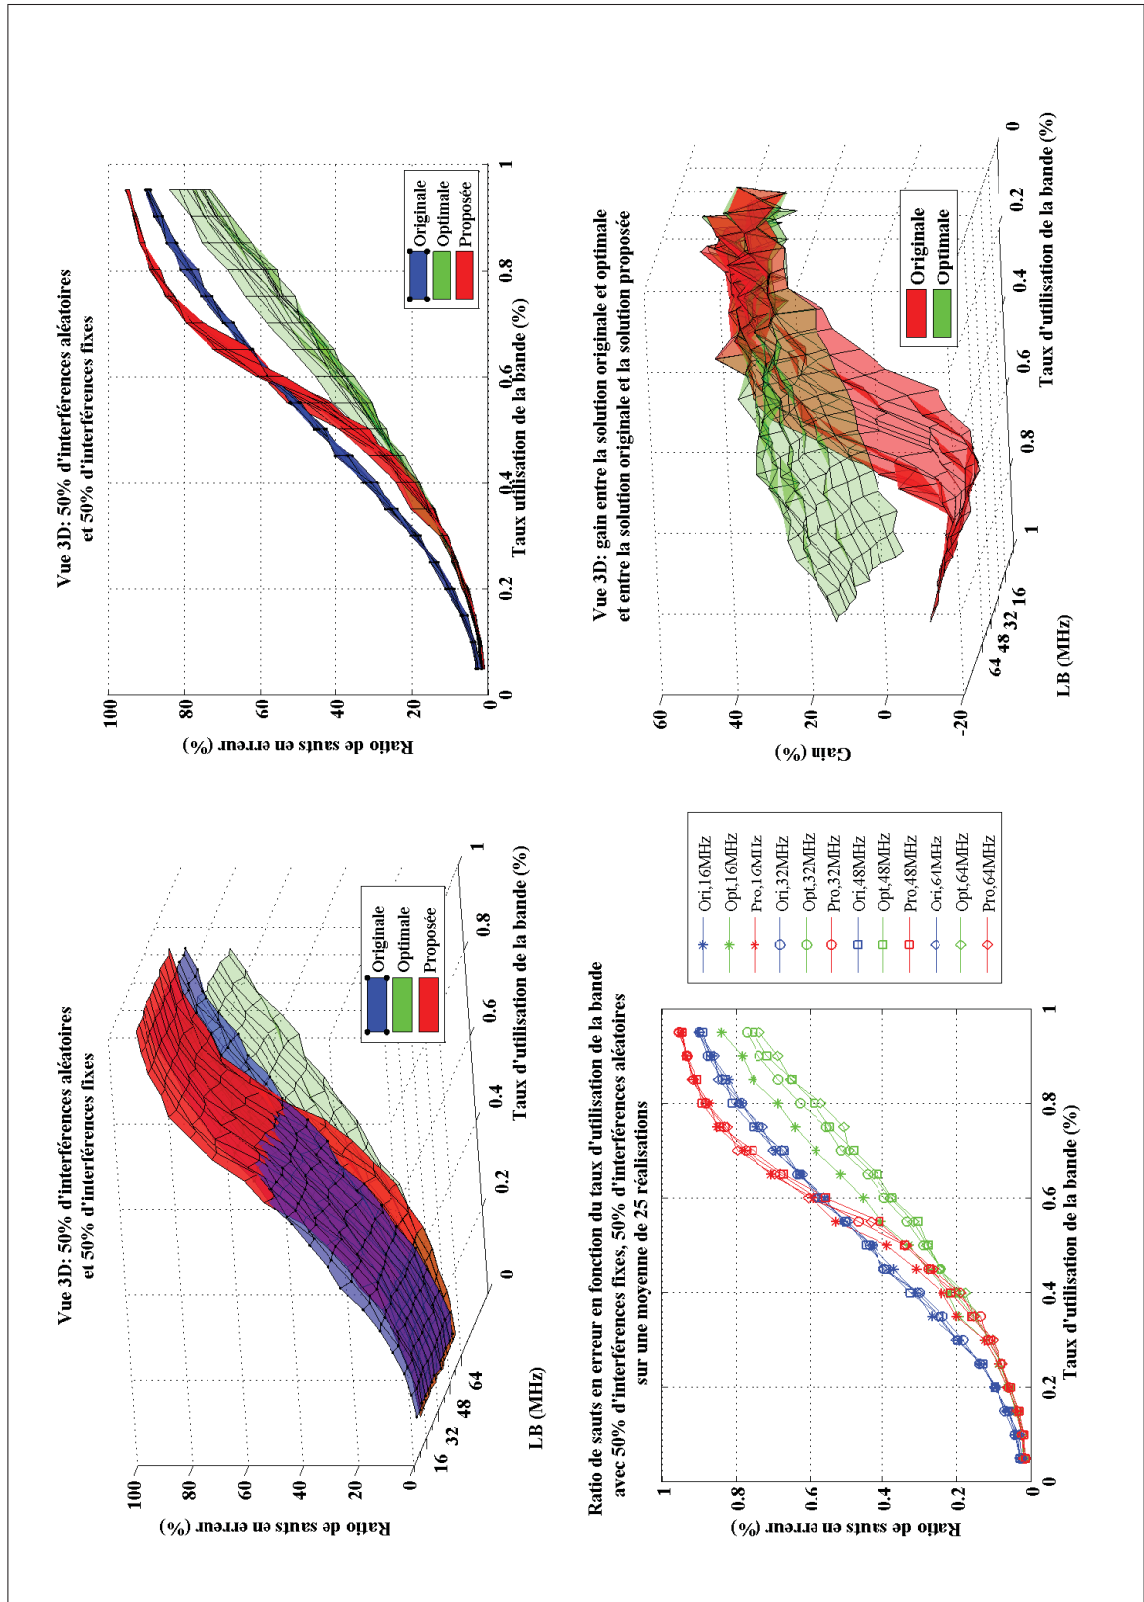 Vue 3D: 50% d'interférences aléatoires
et 50% d'interférences fixes
100
80
60
40
20
0
Ratio de sauts en erreur (%)
16
32
48
64
LB (MHz)
0
0.2
0.4
0.6
0.8
1
Taux d'utilisation de la bande (%)
Originale
Optimale
Proposée
Vue 3D: 50% d'interférences aléatoires
et 50% d'interférences fixes
100
80
60
40
20
0
Ratio de sauts en erreur (%)
0
0.2
0.4
0.6
0.8
1
Taux utilisation de la bande (%)
Originale
Optimale
Proposée
Ratio de sauts en erreur en fonction du taux d'utilisation de la bande
avec 50% d'interférences fixes, 50% d'interférences aléatoires
sur une moyenne de 25 réalisations
1
0.8
0.6
0.4
0.2
0
Ratio de sauts en erreur (%)
0
0.2
0.4
0.6
0.8
1
Taux d'utilisation de la bande (%)
Ori,16MHz
Opt,16MHz
Pro,16MHz
Ori,32MHz
Opt,32MHz
Pro,32MHz
Ori,48MHz
Opt,48MHz
Pro,48MHz
Ori,64MHz
Opt,64MHz
Pro,64MHz
Vue 3D: gain entre la solution originale et optimale
et entre la solution originale et la solution proposée
60
40
20
0
-20
Gain (%)
64
48
32
16
LB (MHz)
1
0.8
0.6
0.4
0.2
0
Taux d'utilisation de la bande (%)
Originale
Optimale